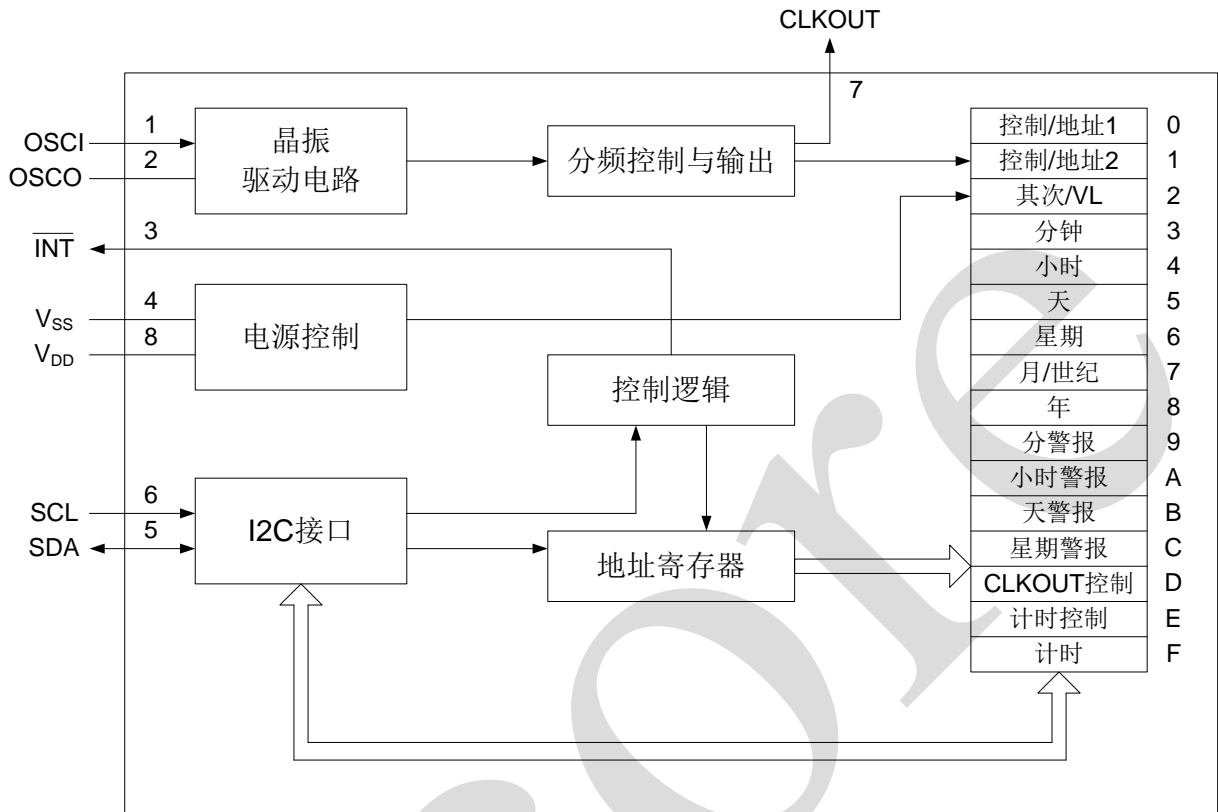 CLKOUT
7
OSCI
1
OSCO
2
晶振
驱动电路
分频控制与输出
INT
3
VSS
4
VDD
8
电源控制
控制逻辑
SCL
6
SDA
5
I2C接口
地址寄存器
控制/地址1 0
控制/地址2 1
其次/VL 2
分钟 3
小时 4
天 5
星期 6
月/世纪 7
年 8
分警报 9
小时警报 A
天警报 B
星期警报 C
CLKOUT控制 D
计时控制 E
计时 F